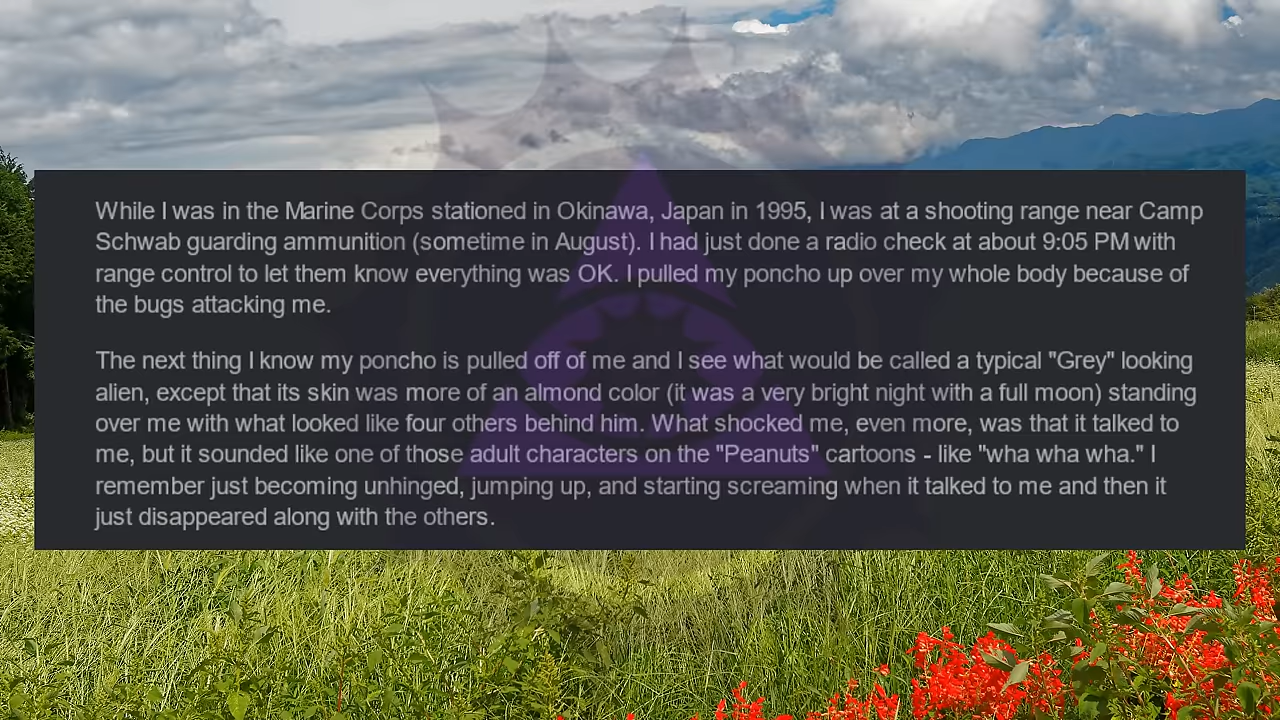 While I was in the Marine Corps stationed in Okinawa, Japan in 1995, I was at a shooting range near Camp
Schwab guarding ammunition (sometime in August). I had just done a radio check at about 9:05 PM with
range control to let them know everything was OK. I pulled my poncho up over my whole body because of
the bugs attacking me.
The next thing I know my poncho is pulled off of me and I see what would be called a typical "Grey" looking
alien, except that its skin was more of an almond color (it was a very bright night with a full moon) standing
over me with what looked like four others behind him. What shocked me, even more, was that it talked to
me, but it sounded like one of those adult characters on the "Peanuts" cartoons - like "wha wha wha." I
remember just becoming unhinged, jumping up, and starting screaming when it talked to me and then it
just disappeared along with the others.